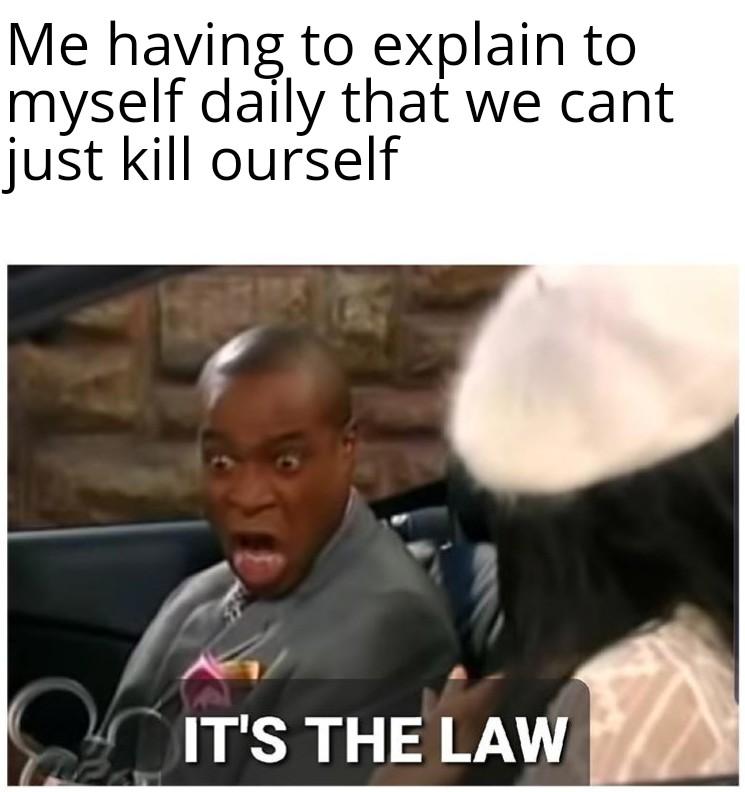 Me having to explain to
myself daily that we cant
just kill ourself
IT'S THE LAW